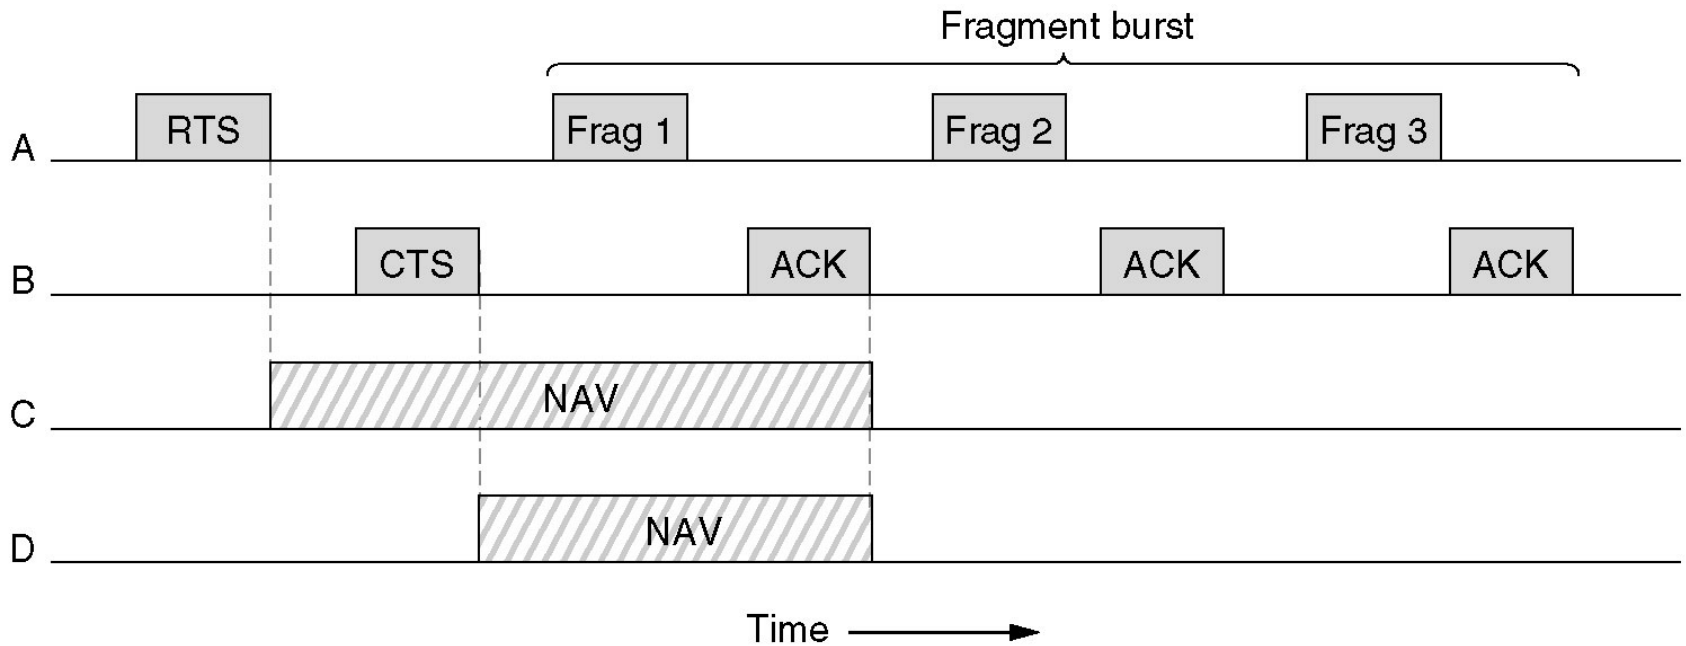 Fragment burst
A RTS Frag 1 Frag 2 Frag 3
B CTS ACK ACK ACK
C NAV
D NAV
Time